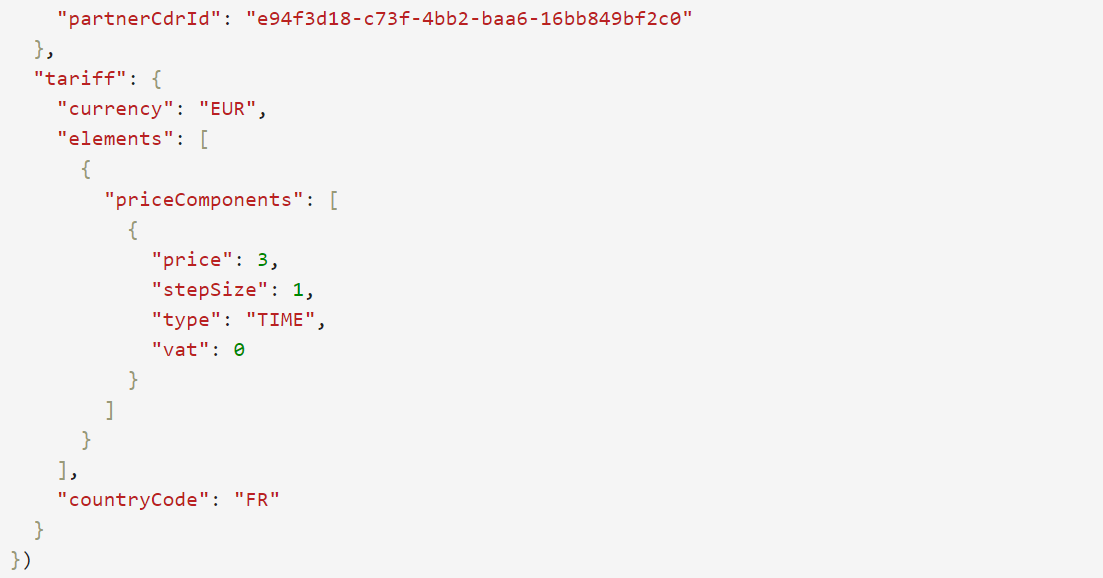 "partnerCdrId": "e94f3d18-c73f-4bb2-baa6-16bb849bf2c0"
  },
  "tariff": {
    "currency": "EUR",
    "elements": [
      {
        "priceComponents": [
          {
            "price": 3,
            "stepSize": 1,
            "type": "TIME",
            "vat": 0
          }
        ]
      }
    ],
    "countryCode": "FR"
  }
})